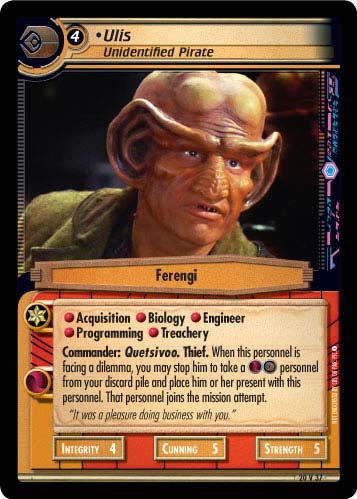 4
•Ulis
Unidentified Pirate
Ferengi
Acquisition Biology Engineer
Programming Treachery
Commander: Quetsivoo. Thief. When this personnel is
facing a dilemma, you may stop him to take a personnel
from your discard pile and place him or her present with this
personnel. That personnel joins the mission attempt.
"It was a pleasure doing business with you."
INTEGRITY 4 CUNNING 5 STRENGTH 5
20 V 37